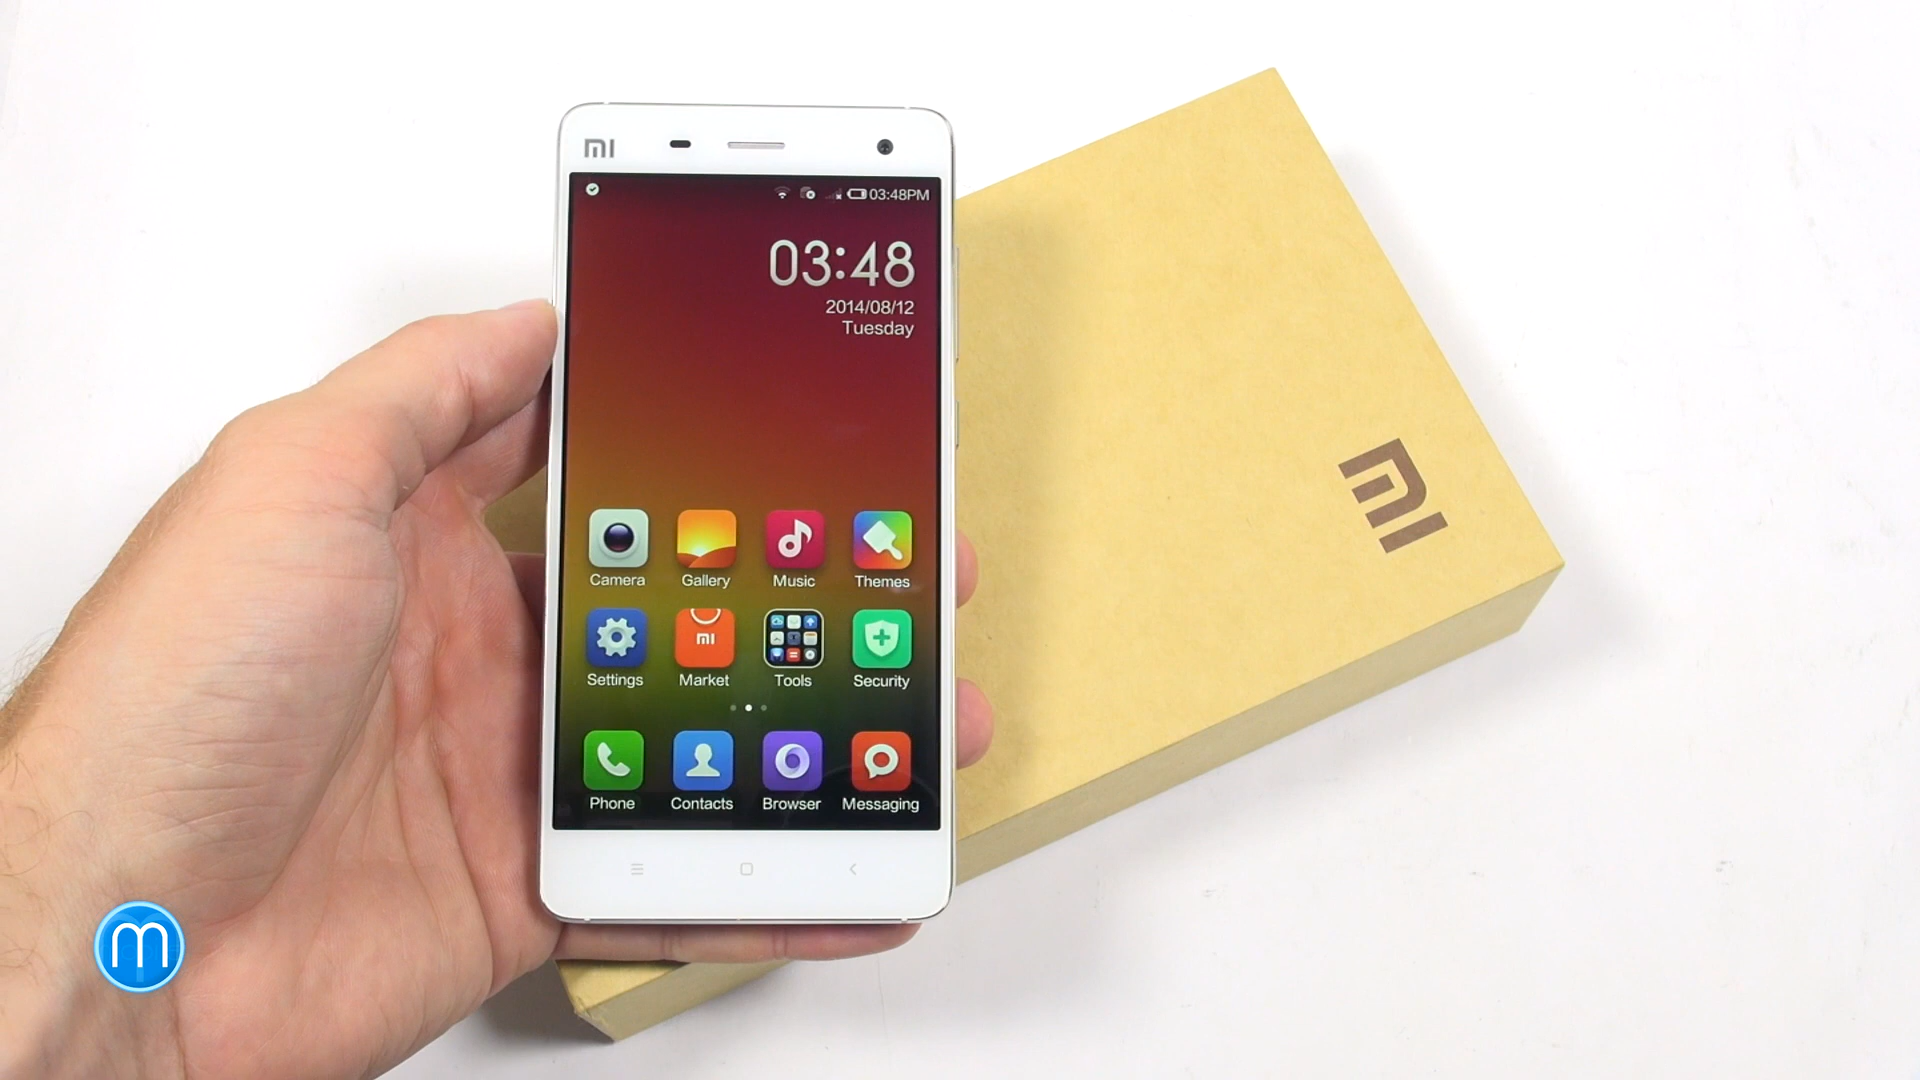 mi
03:48PM
03:48
2014/08/12
Tuesday
Camera
Gallery
Music
Themes
Settings
mi
Market
Tools
Security
Phone
Contacts
Browser
Messaging
mi
m